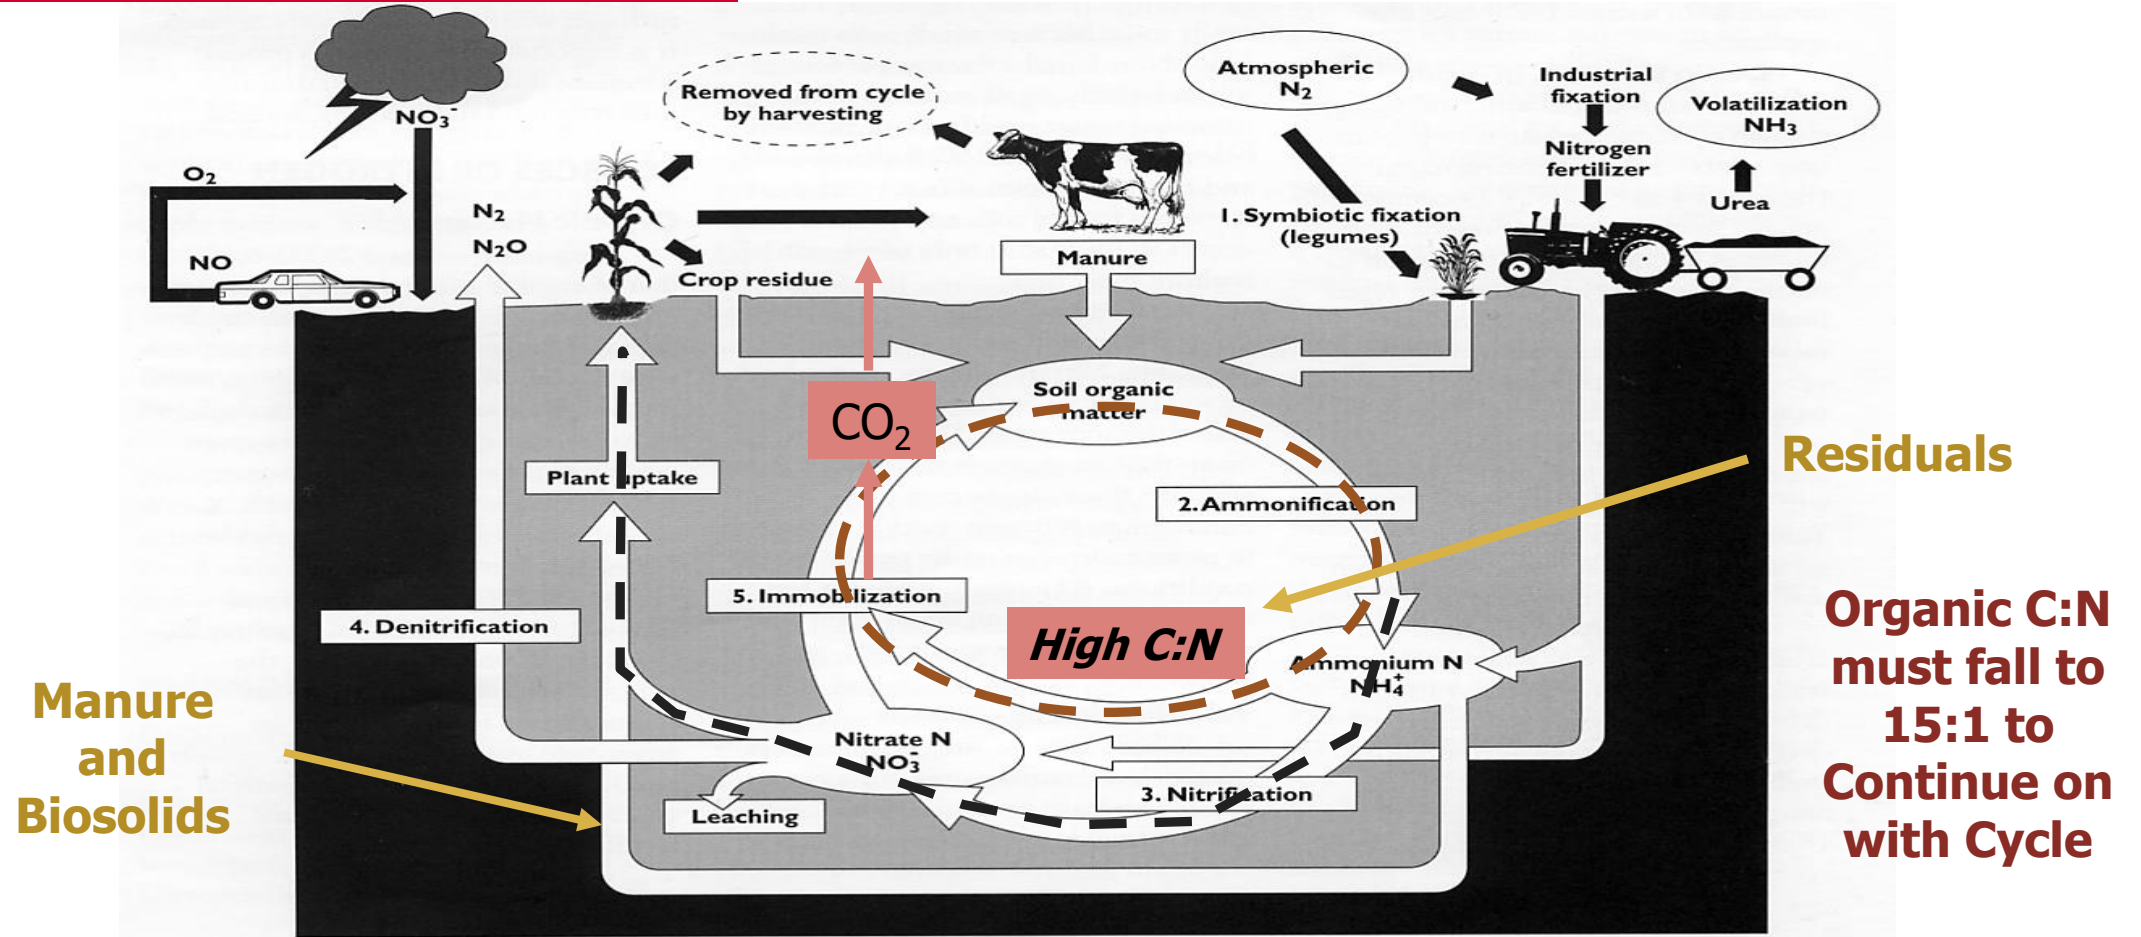 NO3-
O2
NO
N2
N2O
Removed from cycle
by harvesting
Atmospheric
N2
Industrial
fixation
Nitrogen
fertilizer
Volatilization
NH3
Urea
1. Symbiotic fixation
(legumes)
Crop residue
Manure
Soil organic
matter
CO2
Plant uptake
2. Ammonification
5. Immobilization
4. Denitrification
High C:N
Ammonium N
NH4+
Nitrate N
NO3-
3. Nitrification
Leaching
Residuals
Organic C:N
must fall to
15:1 to
Continue on
with Cycle
Manure
and
Biosolids